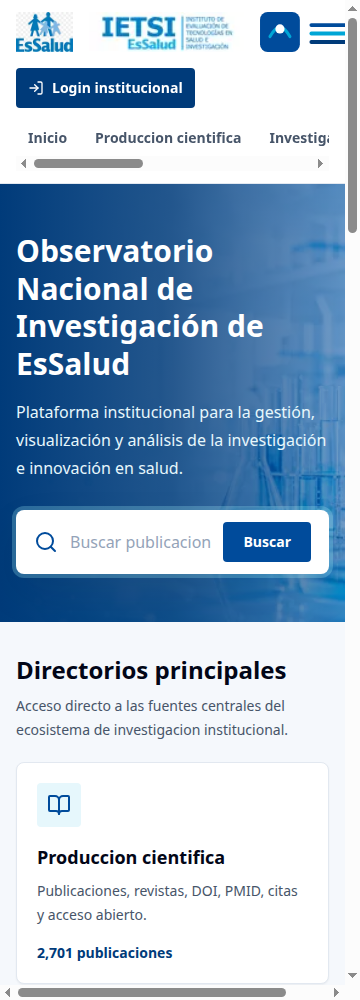 EsSalud
IETSI
EsSalud
INSTITUTO DE
EVALUACIÓN DE
TECNOLOGÍAS EN
SALUD E
INVESTIGACIÓN
Login institucional
Inicio Produccion cientifica Investiga
Observatorio
Nacional de
Investigación de
EsSalud
Plataforma institucional para la gestión,
visualización y análisis de la investigación
e innovación en salud.
Buscar publicacion Buscar
Directorios principales
Acceso directo a las fuentes centrales del
ecosistema de investigacion institucional.
Produccion cientifica
Publicaciones, revistas, DOI, PMID, citas
y acceso abierto.
2,701 publicaciones